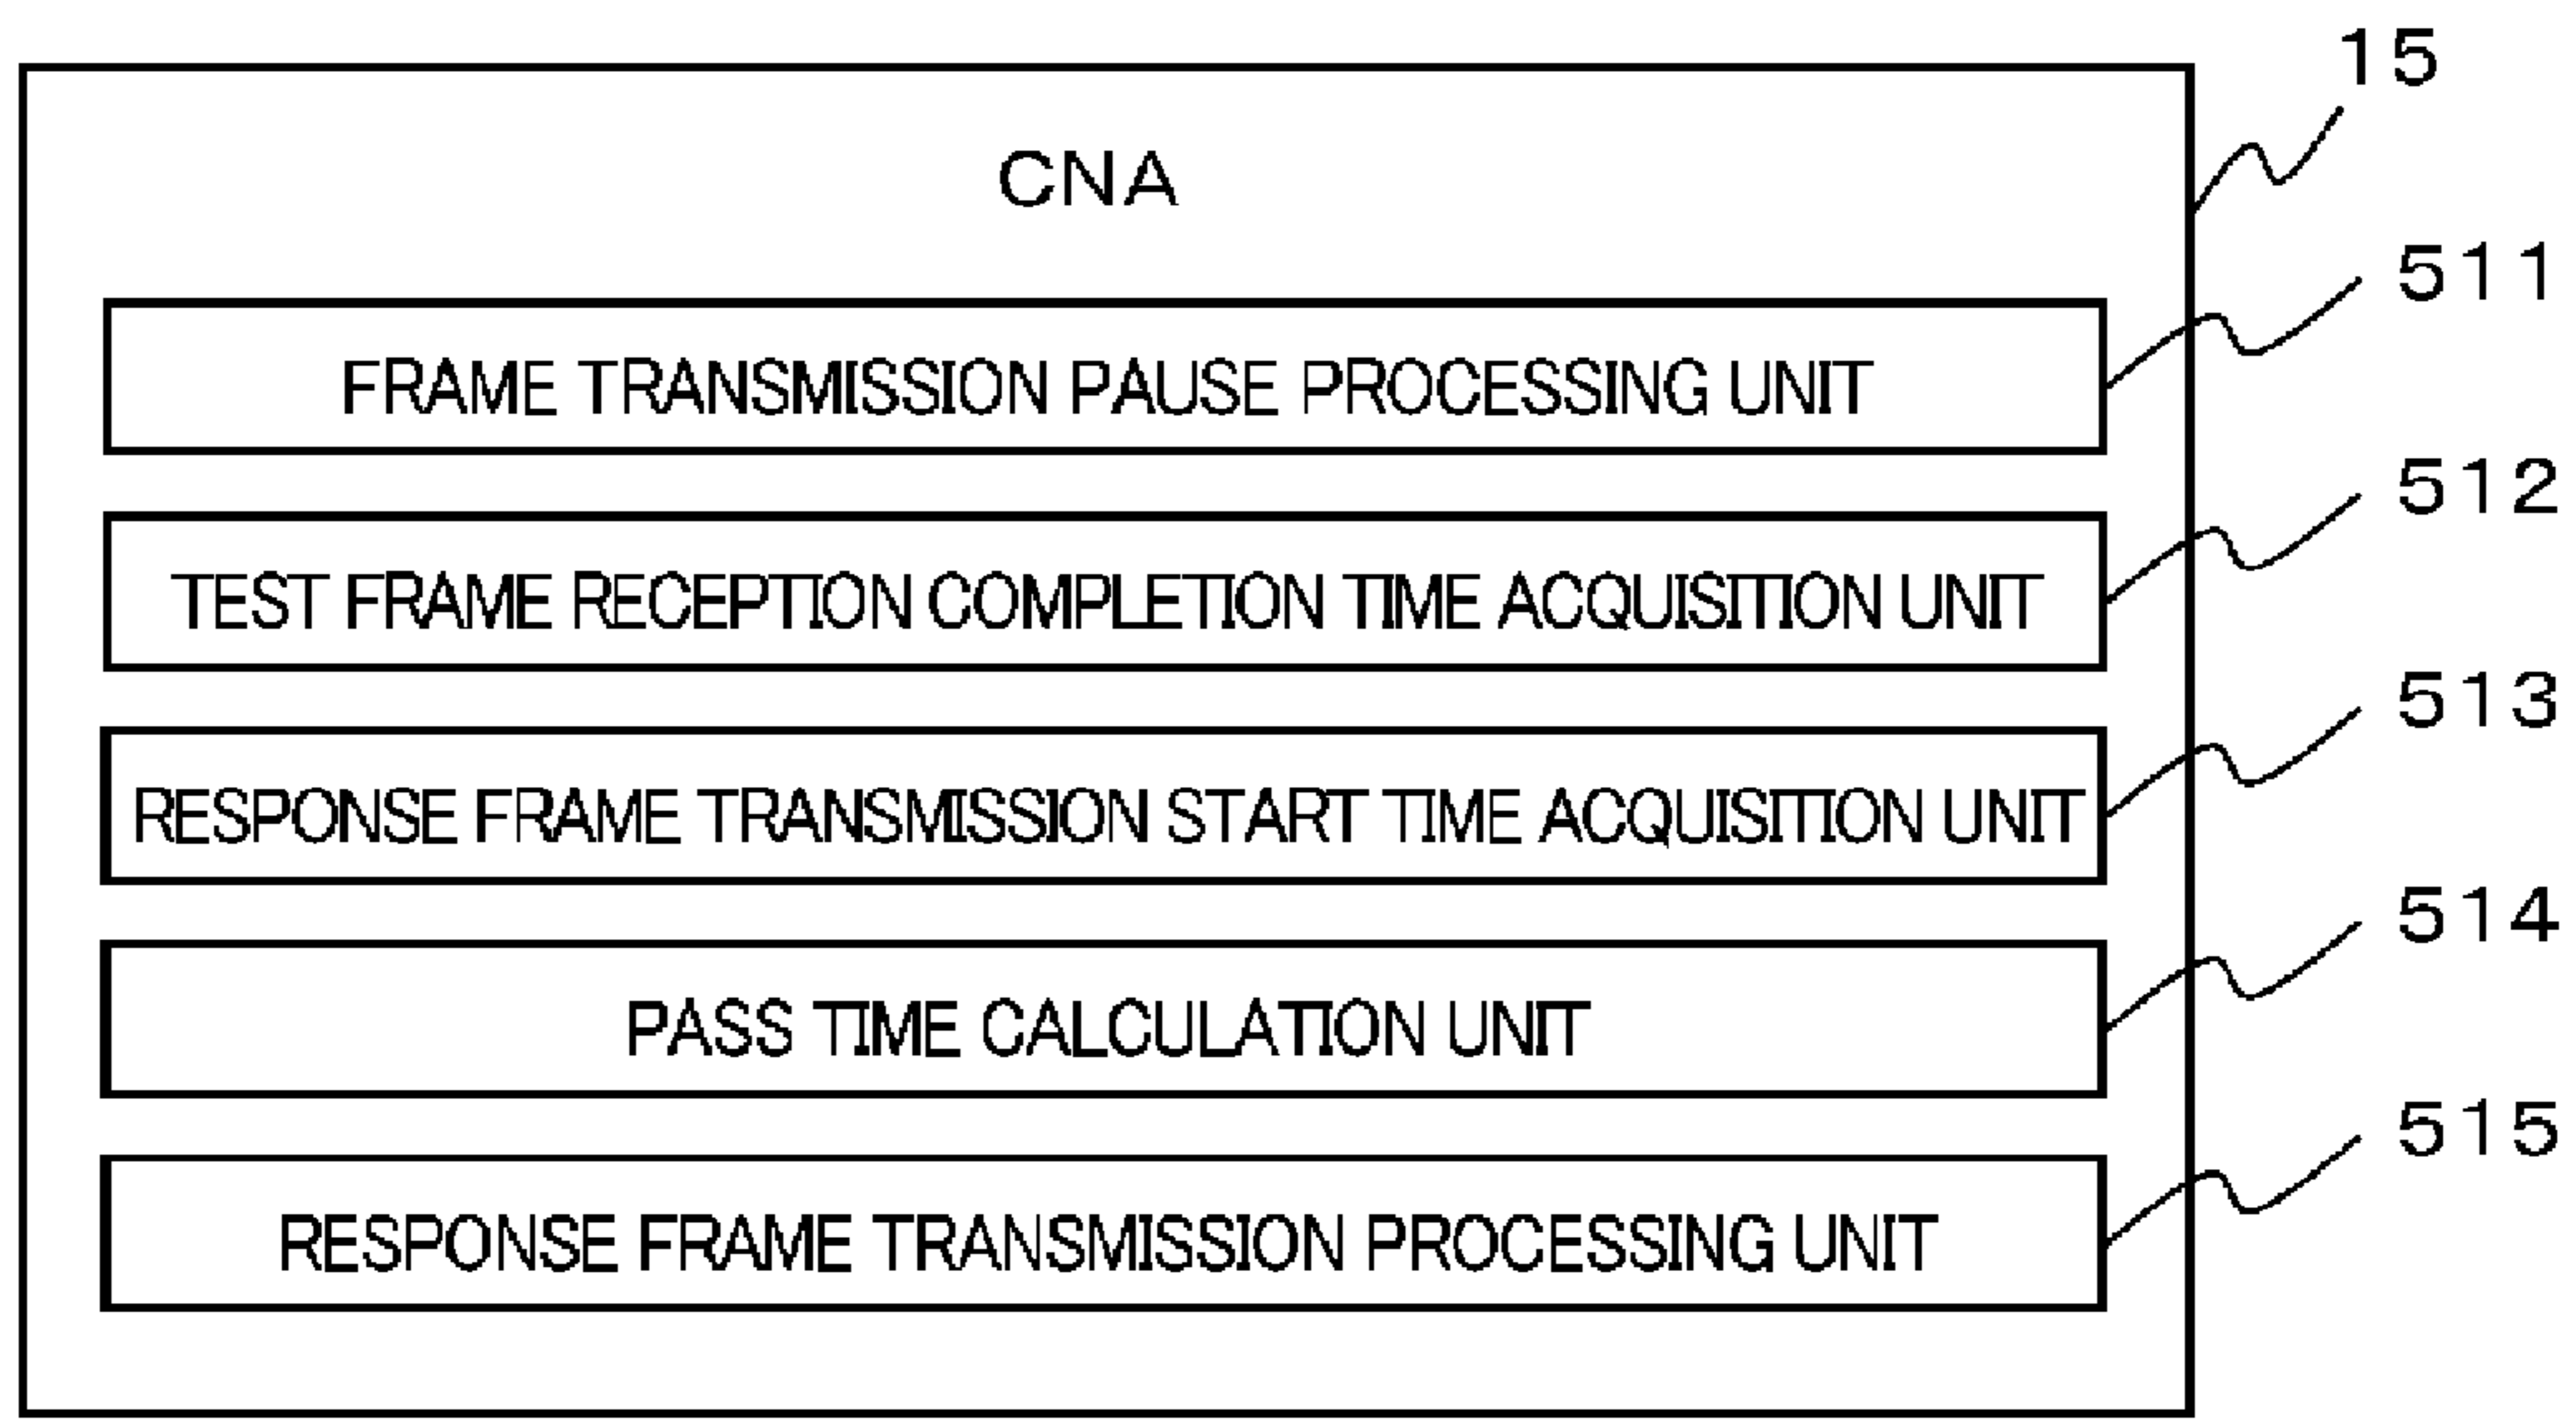 15
CNA
511
FRAME TRANSMISSION PAUSE PROCESSING UNIT
512
TEST FRAME RECEPTION COMPLETION TIME ACQUISITION UNIT
513
RESPONSE FRAME TRANSMISSION START TIME ACQUISITION UNIT
514
PASS TIME CALCULATION UNIT
515
RESPONSE FRAME TRANSMISSION PROCESSING UNIT